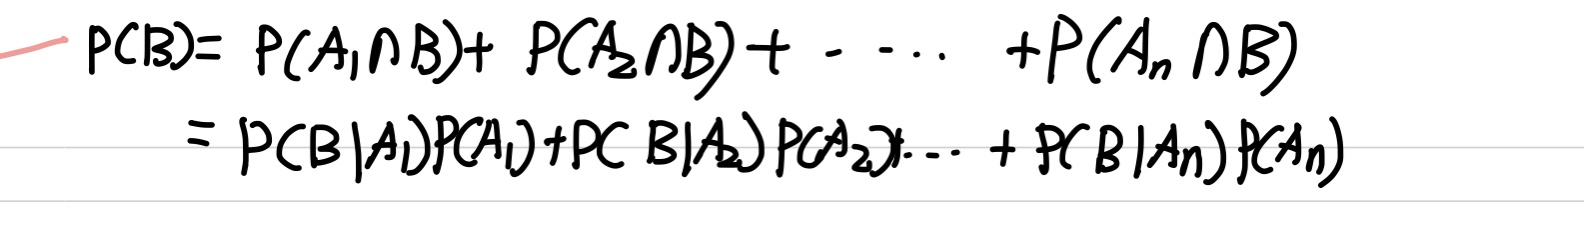 P(B)= P(A₁∩B)+ P(A₂∩B)+ - -... +P(Aₙ∩B)
= P(B|A₁)P(A₁)+P(B|A₂)P(A₂)+... + P(B|Aₙ)P(Aₙ)